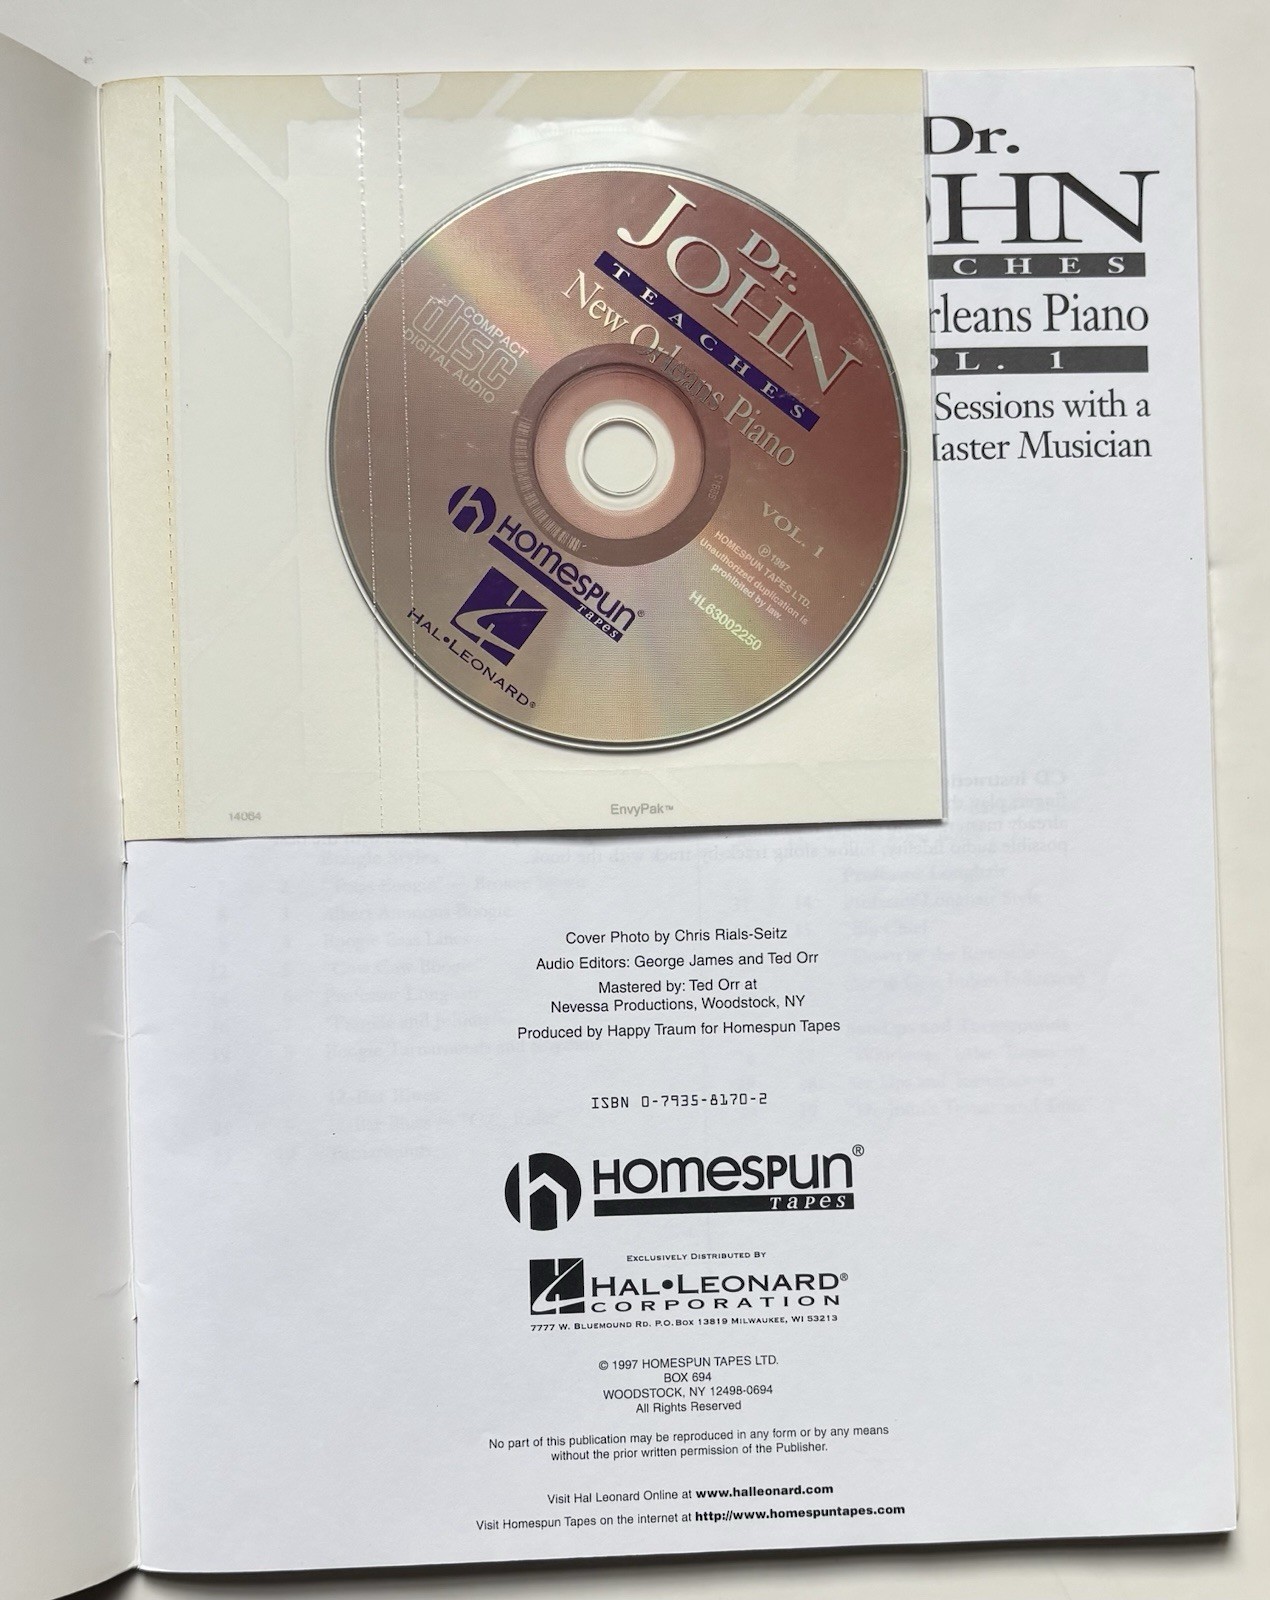 Dr.
JOHN
TEACHES
New Orleans Piano
VOL. 1
COMPACT
disc
DIGITAL AUDIO
HOMESPUN®
TAPES
HAL•LEONARD®
℗ 1997
HOMESPUN TAPES LTD.
Unauthorized duplication is
prohibited by law.
HL63002250
14064
EnvyPak™
Dr.
OHN
CHES
rleans Piano
OL. 1
Sessions with a
Master Musician
Cover Photo by Chris Rials-Seitz
Audio Editors: George James and Ted Orr
Mastered by: Ted Orr at
Nevessa Productions, Woodstock, NY
Produced by Happy Traum for Homespun Tapes
ISBN 0-7935-8170-2
HOMESPUN®
TAPES
EXCLUSIVELY DISTRIBUTED BY
HAL•LEONARD®
CORPORATION
7777 W. BLUEMOUND RD. P.O. BOX 13819 MILWAUKEE, WI 53213
© 1997 HOMESPUN TAPES LTD.
BOX 694
WOODSTOCK, NY 12498-0694
All Rights Reserved
No part of this publication may be reproduced in any form or by any means
without the prior written permission of the Publisher.
Visit Hal Leonard Online at www.halleonard.com
Visit Homespun Tapes on the internet at http://www.homespuntapes.com